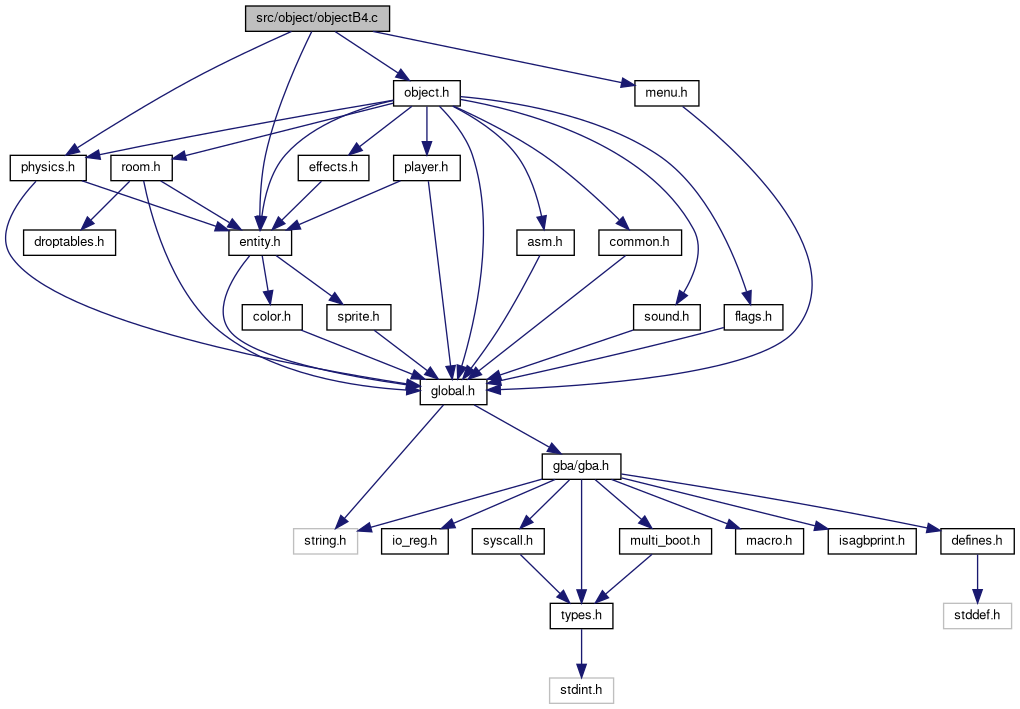 src/object/objectB4.c
object.h
menu.h
physics.h
room.h
effects.h
player.h
droptables.h
entity.h
asm.h
common.h
color.h
sprite.h
sound.h
flags.h
global.h
gba/gba.h
string.h
io_reg.h
syscall.h
multi_boot.h
macro.h
isagbprint.h
defines.h
types.h
stddef.h
stdint.h